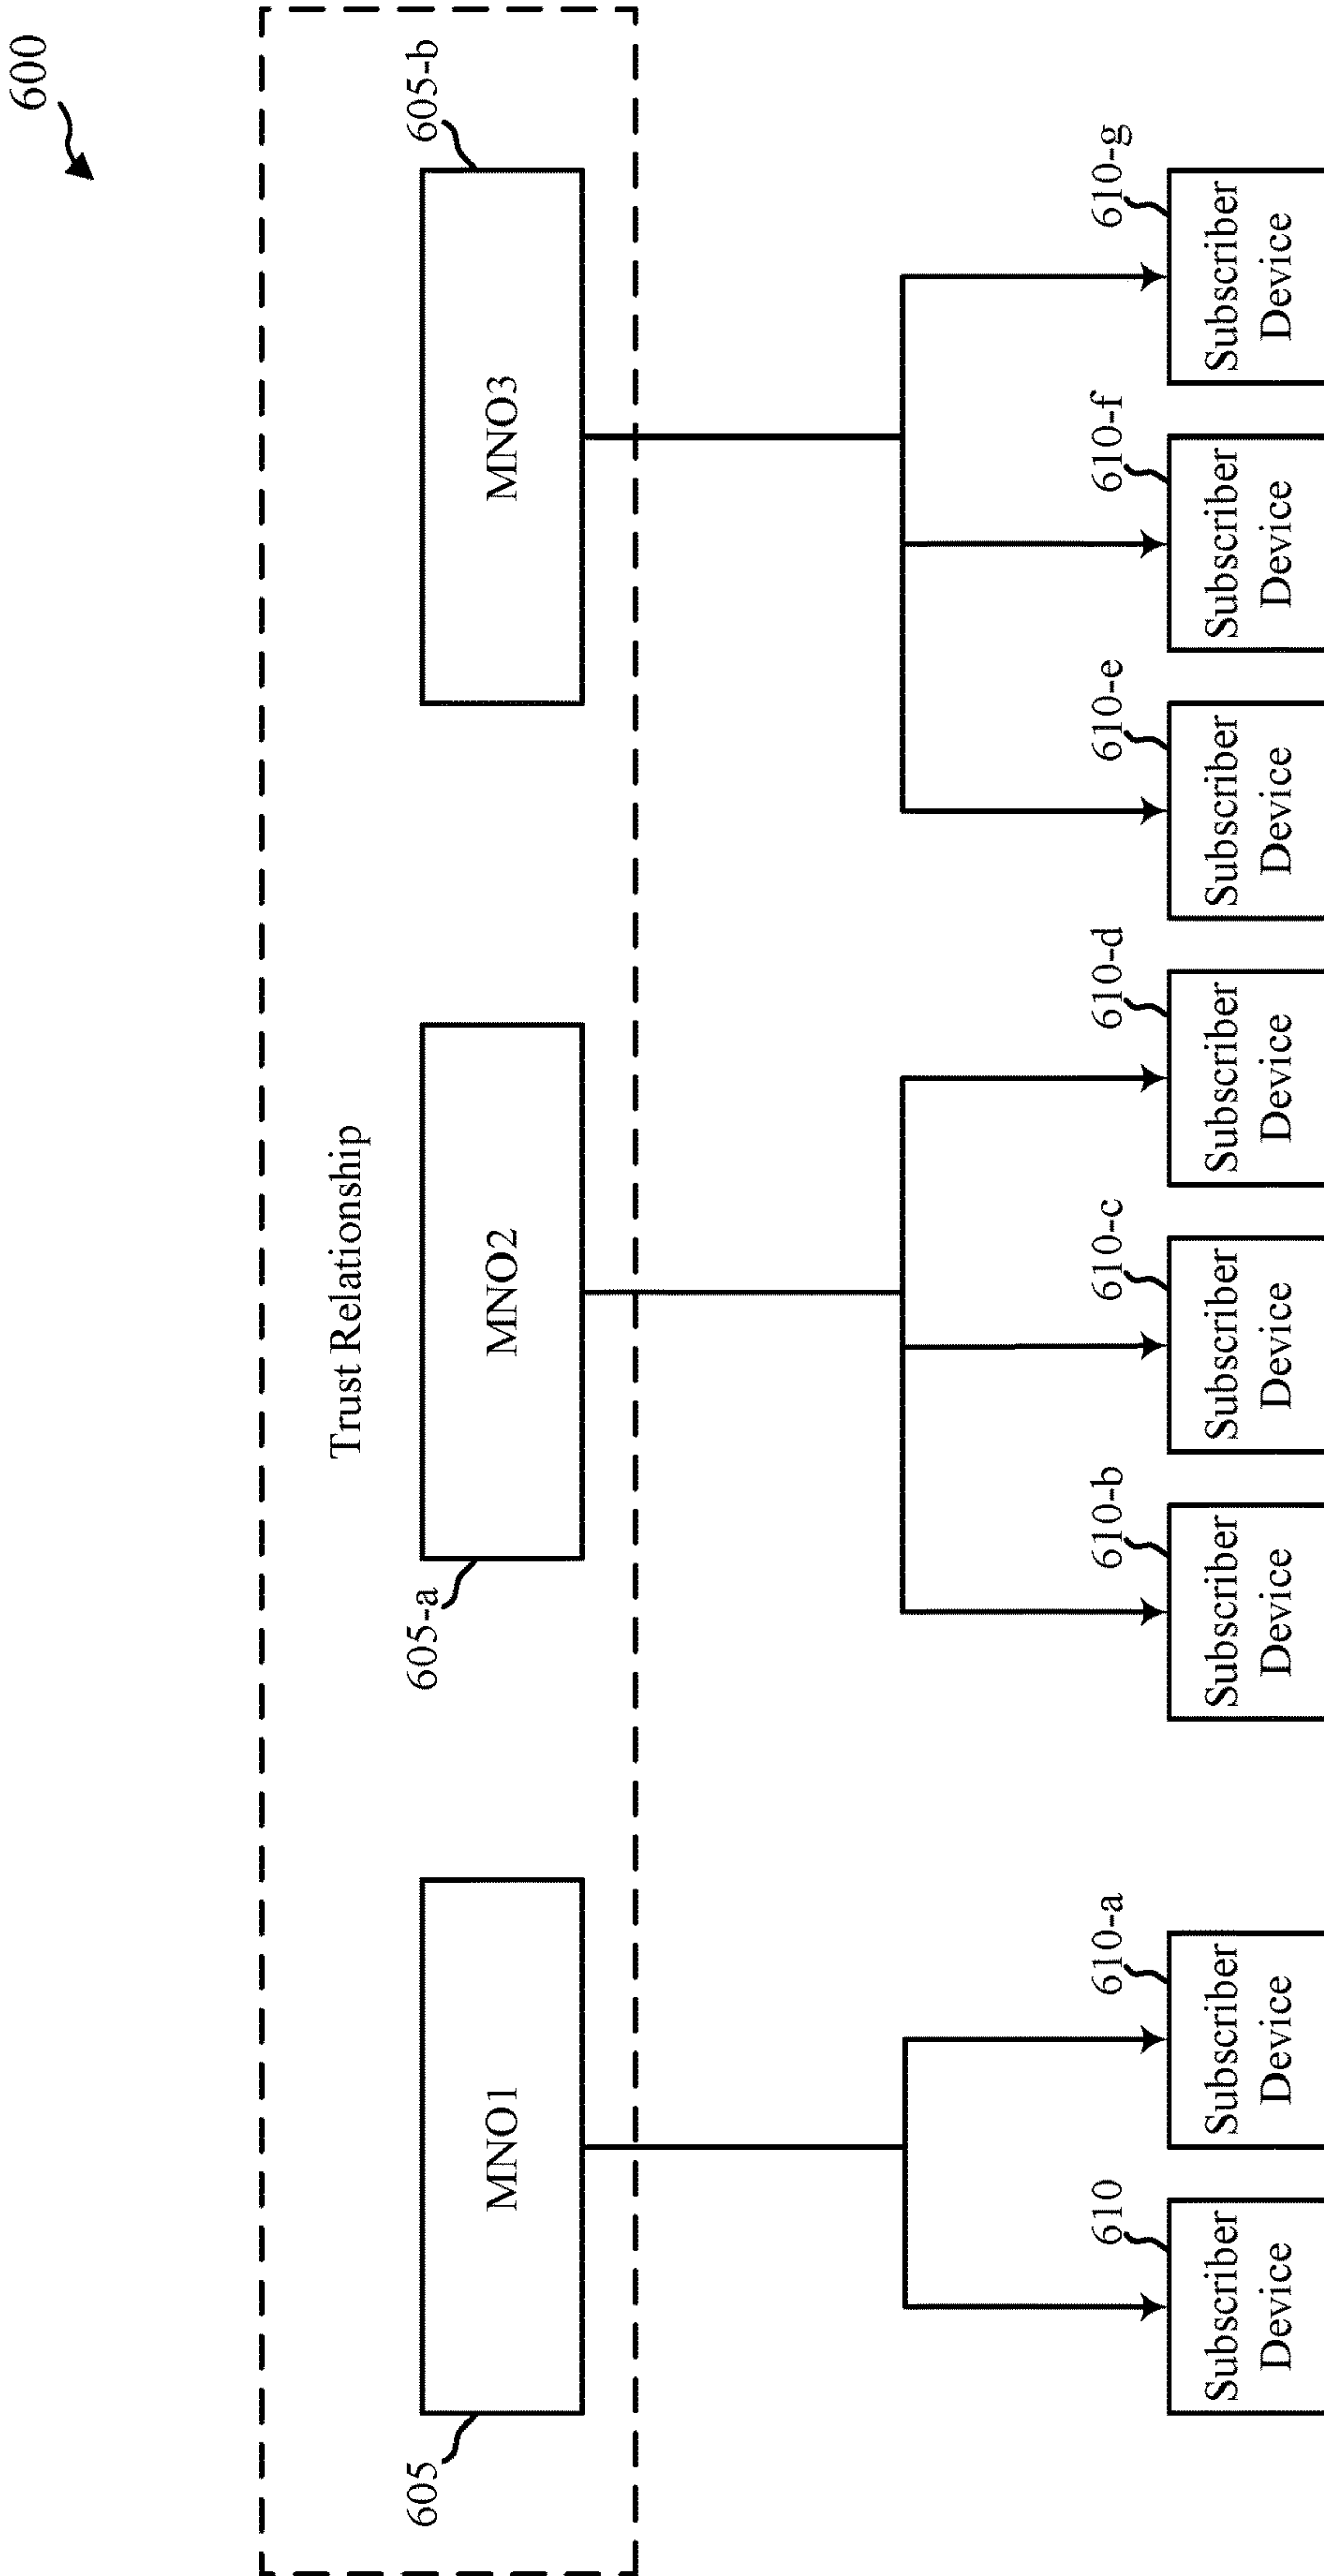 600
Trust Relationship
605
MNO1
605-a
MNO2
605-b
MNO3
610
Subscriber
Device
610-a
Subscriber
Device
610-b
Subscriber
Device
610-c
Subscriber
Device
610-d
Subscriber
Device
610-e
Subscriber
Device
610-f
Subscriber
Device
610-g
Subscriber
Device